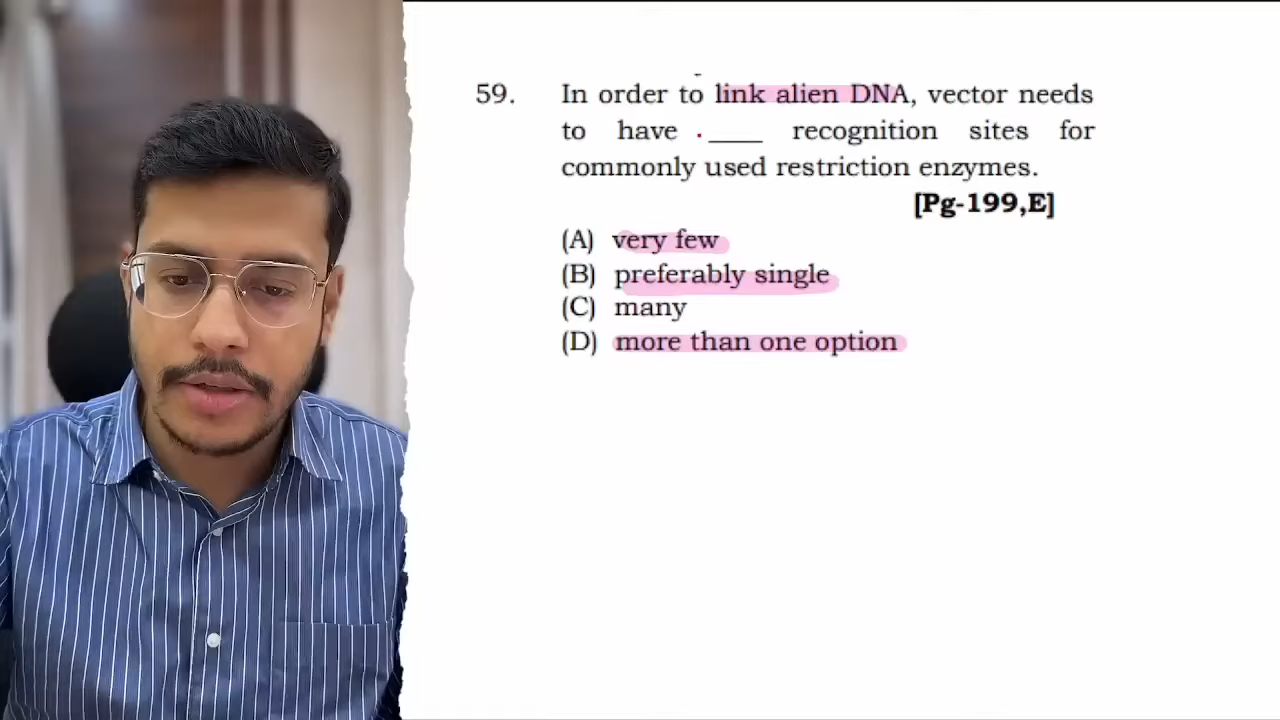 59. In order to link alien DNA, vector needs
to have .____ recognition sites for
commonly used restriction enzymes.
[Pg-199,E]
(A) very few
(B) preferably single
(C) many
(D) more than one option